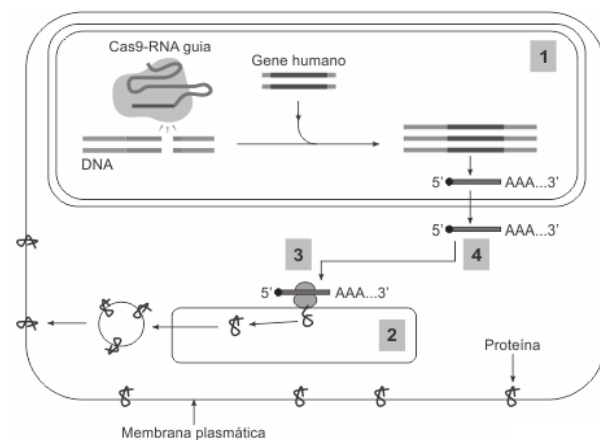 Cas9-RNA guia
Gene humano
1
DNA
5' AAA...3'
5' AAA...3'
4
3
5' AAA...3'
2
Proteína
Membrana plasmática